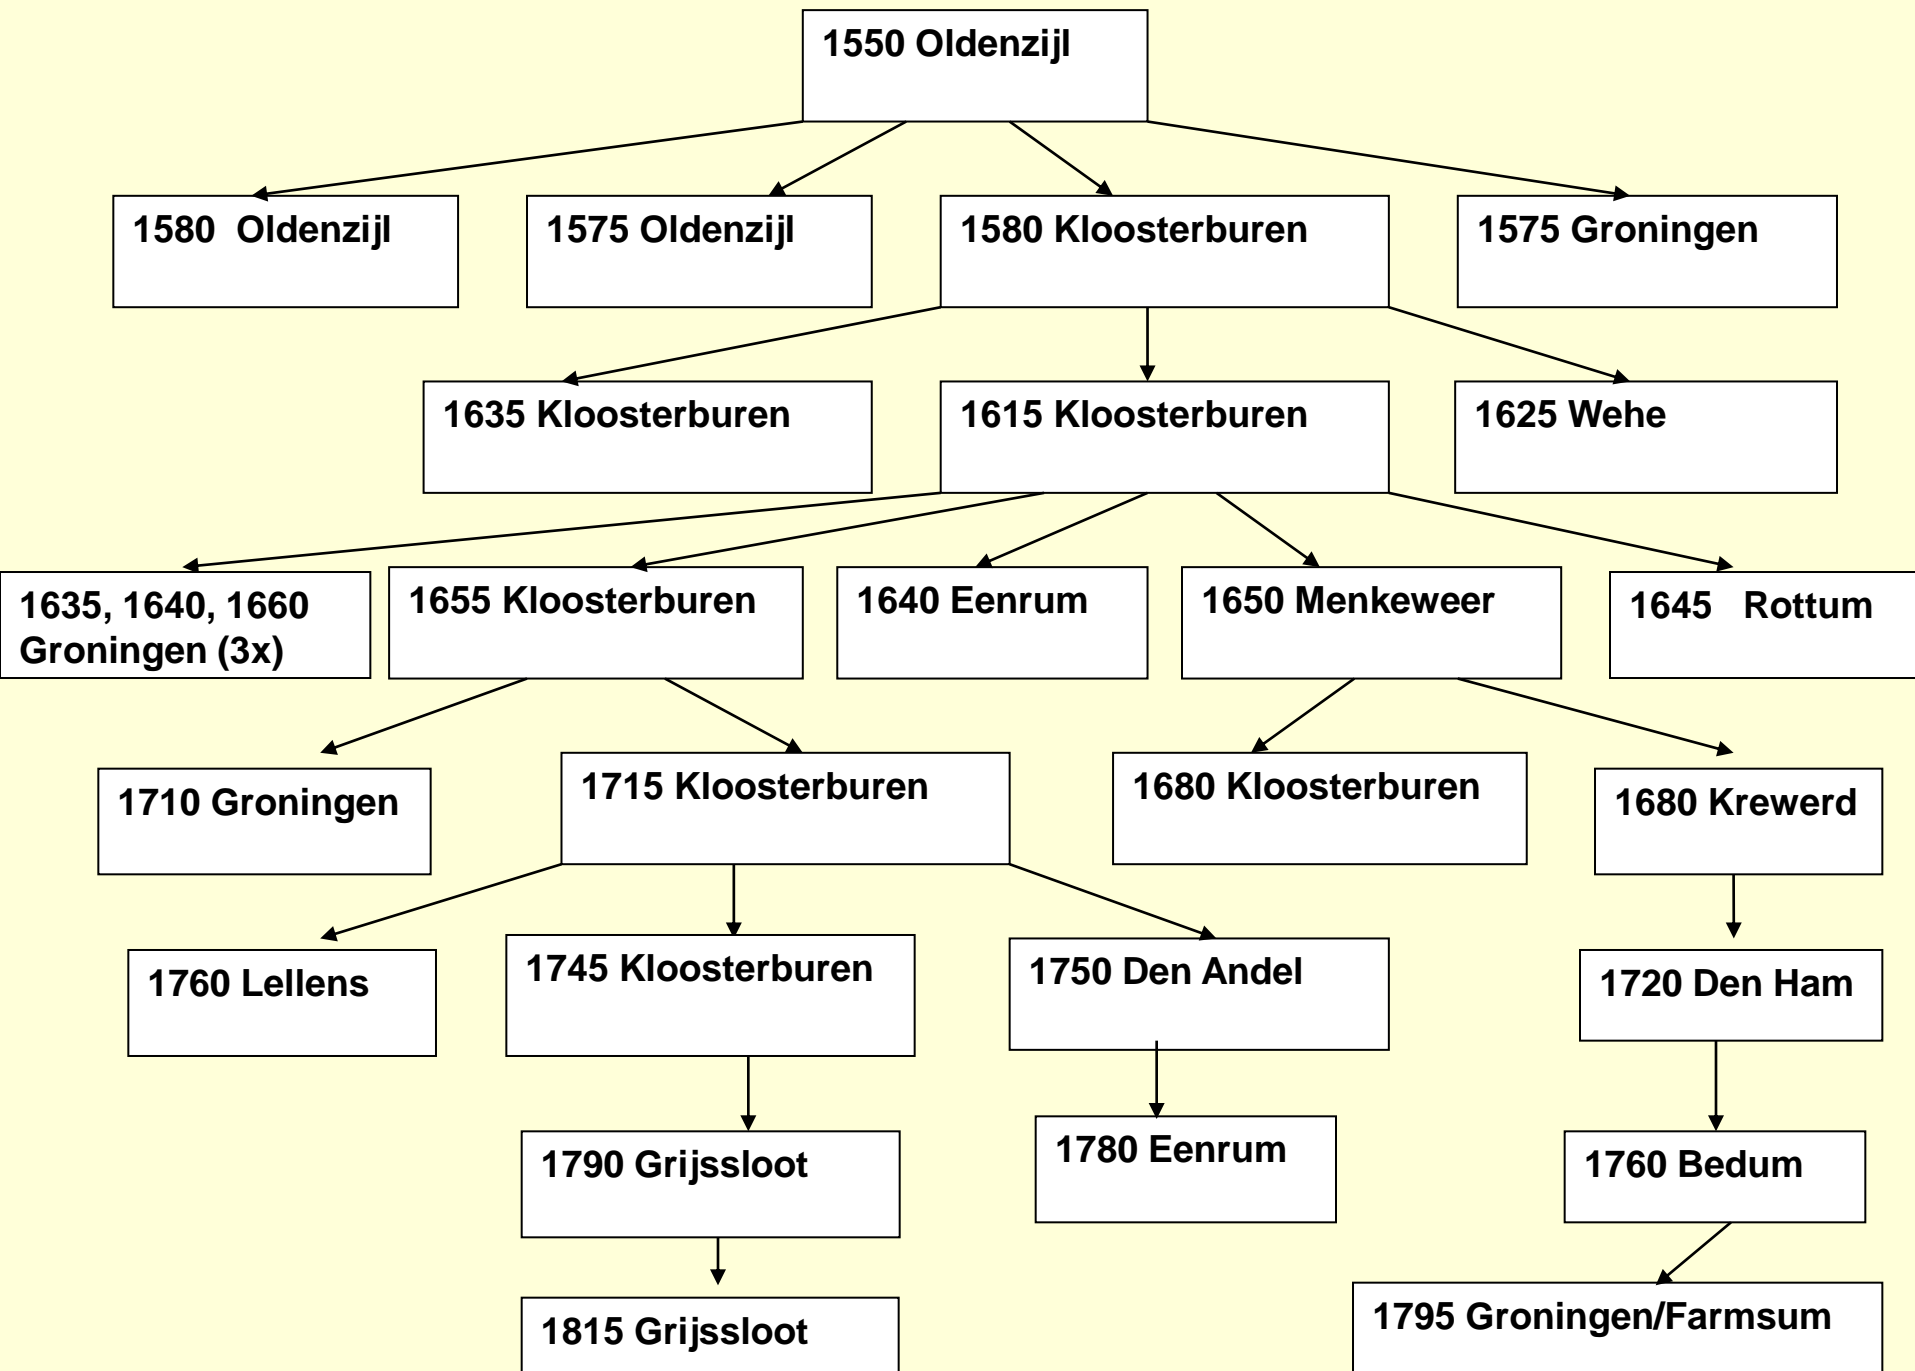 1550 Oldenzijl
1580  Oldenzijl
1575 Oldenzijl
1580 Kloosterburen
1575 Groningen
1635 Kloosterburen
1615 Kloosterburen
1625 Wehe
1635, 1640, 1660
Groningen (3x)
1655 Kloosterburen
1640 Eenrum
1650 Menkeweer
1645   Rottum
1710 Groningen
1715 Kloosterburen
1680 Kloosterburen
1680 Krewerd
1760 Lellens
1745 Kloosterburen
1750 Den Andel
1720 Den Ham
1790 Grijssloot
1780 Eenrum
1760 Bedum
1815 Grijssloot
1795 Groningen/Farmsum